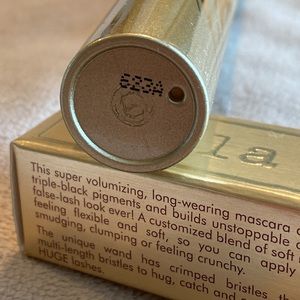 623A
la
This super volumizing, long-wearing mascara
triple-black pigments and builds unstoppable
false-lash look ever! A customized blend of soft
feeling flexible and soft, so you can apply
smudging, clumping or feeling crunchy.
The unique wand has crimped bristles
multi-length bristles to hug, catch and
HUGE lashes.